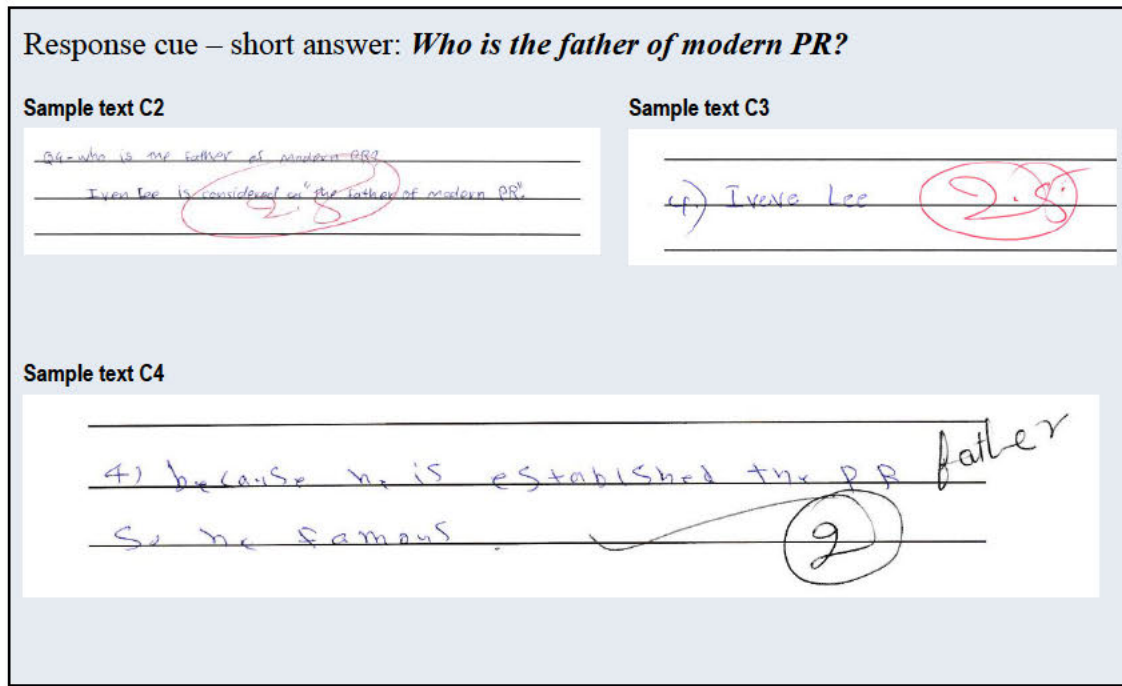 Response cue – short answer: Who is the father of modern PR?
Sample text C2
Sample text C3
Q4-who is the father of modern PR?
Iven Lee is considered as "the father of modern PR".
2.8
4.) Iveve Lee
2.8
Sample text C4
4) because he is established the PR father
So he famous.
2